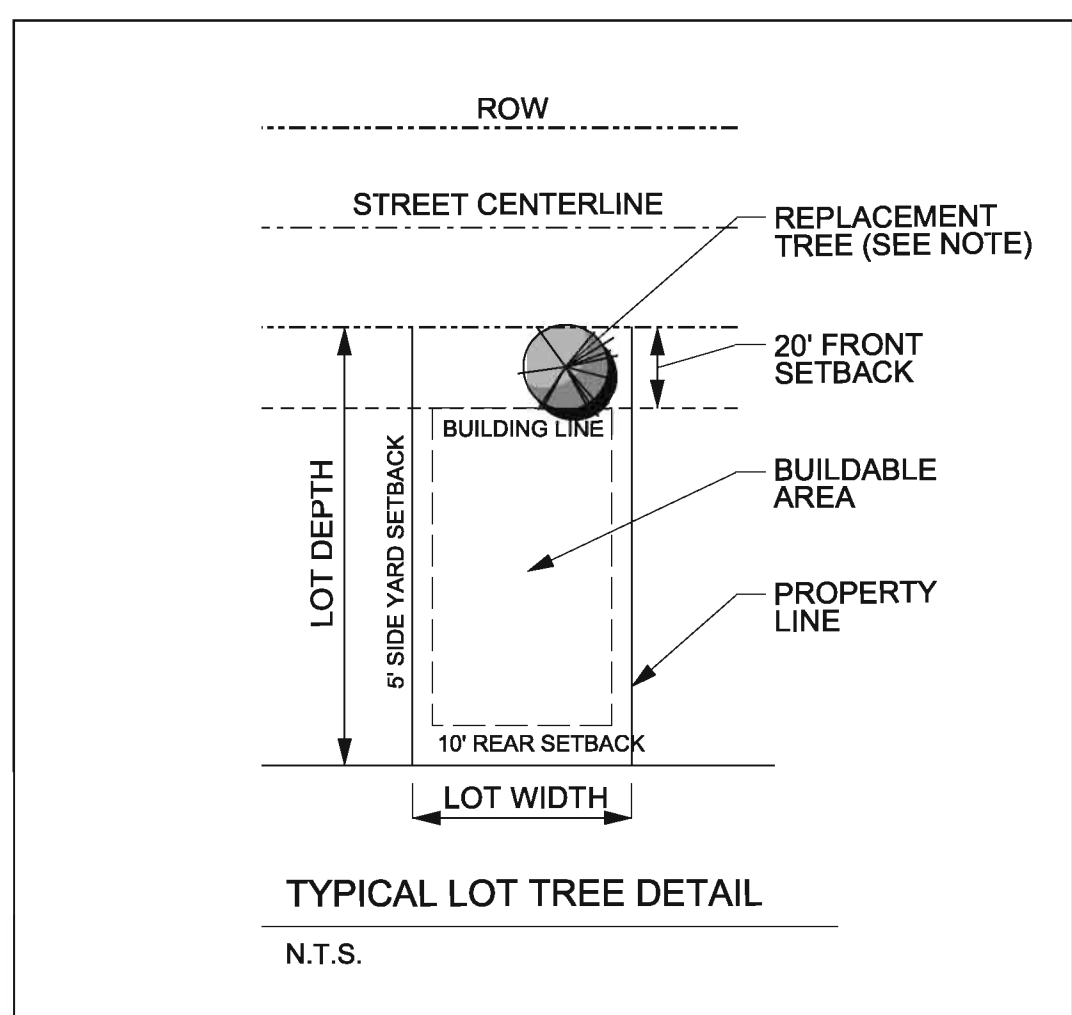 ROW
STREET CENTERLINE
REPLACEMENT
TREE (SEE NOTE)
20' FRONT
SETBACK
BUILDING LINE
BUILDABLE
AREA
LOT DEPTH
5' SIDE YARD SETBACK
PROPERTY
LINE
10' REAR SETBACK
LOT WIDTH
TYPICAL LOT TREE DETAIL
N.T.S.